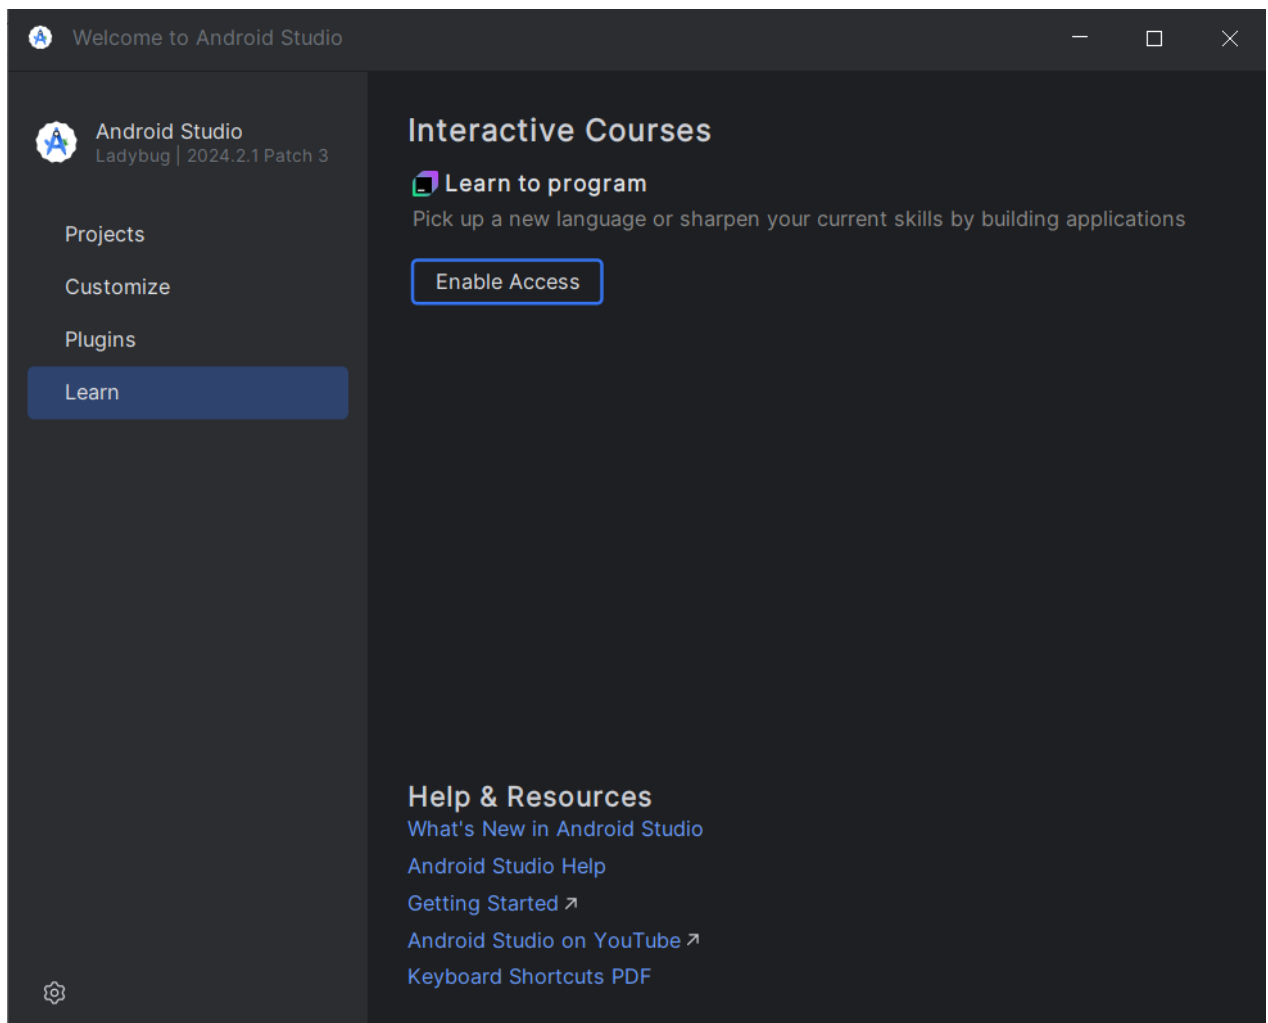 Welcome to Android Studio
Android Studio
Ladybug | 2024.2.1 Patch 3
Projects
Customize
Plugins
Learn
Interactive Courses
Learn to program
Pick up a new language or sharpen your current skills by building applications
Enable Access
Help & Resources
What's New in Android Studio
Android Studio Help
Getting Started ↗
Android Studio on YouTube ↗
Keyboard Shortcuts PDF